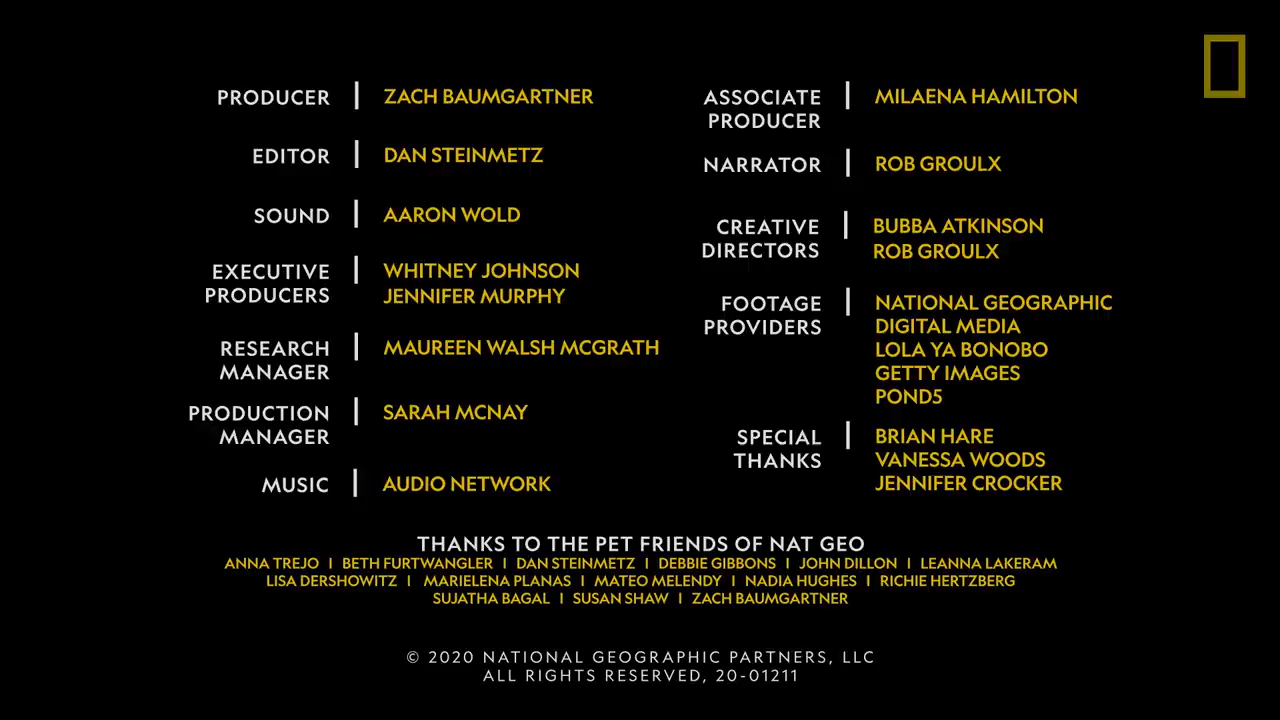 PRODUCER | ZACH BAUMGARTNER
EDITOR | DAN STEINMETZ
SOUND | AARON WOLD
EXECUTIVE PRODUCERS | WHITNEY JOHNSON
JENNIFER MURPHY
RESEARCH MANAGER | MAUREEN WALSH MCGRATH
PRODUCTION MANAGER | SARAH MCNAY
MUSIC | AUDIO NETWORK
ASSOCIATE PRODUCER | MILAENA HAMILTON
NARRATOR | ROB GROULX
CREATIVE DIRECTORS | BUBBA ATKINSON
ROB GROULX
FOOTAGE PROVIDERS | NATIONAL GEOGRAPHIC
DIGITAL MEDIA
LOLA YA BONOBO
GETTY IMAGES
POND5
SPECIAL THANKS | BRIAN HARE
VANESSA WOODS
JENNIFER CROCKER
THANKS TO THE PET FRIENDS OF NAT GEO
ANNA TREJO | BETH FURTWANGLER | DAN STEINMETZ | DEBBIE GIBBONS | JOHN DILLON | LEANNA LAKERAM
LISA DERSHOWITZ | MARIELENA PLANAS | MATEO MELENDY | NADIA HUGHES | RICHIE HERTZBERG
SUJATHA BAGAL | SUSAN SHAW | ZACH BAUMGARTNER
© 2020 NATIONAL GEOGRAPHIC PARTNERS, LLC
ALL RIGHTS RESERVED, 20-01211